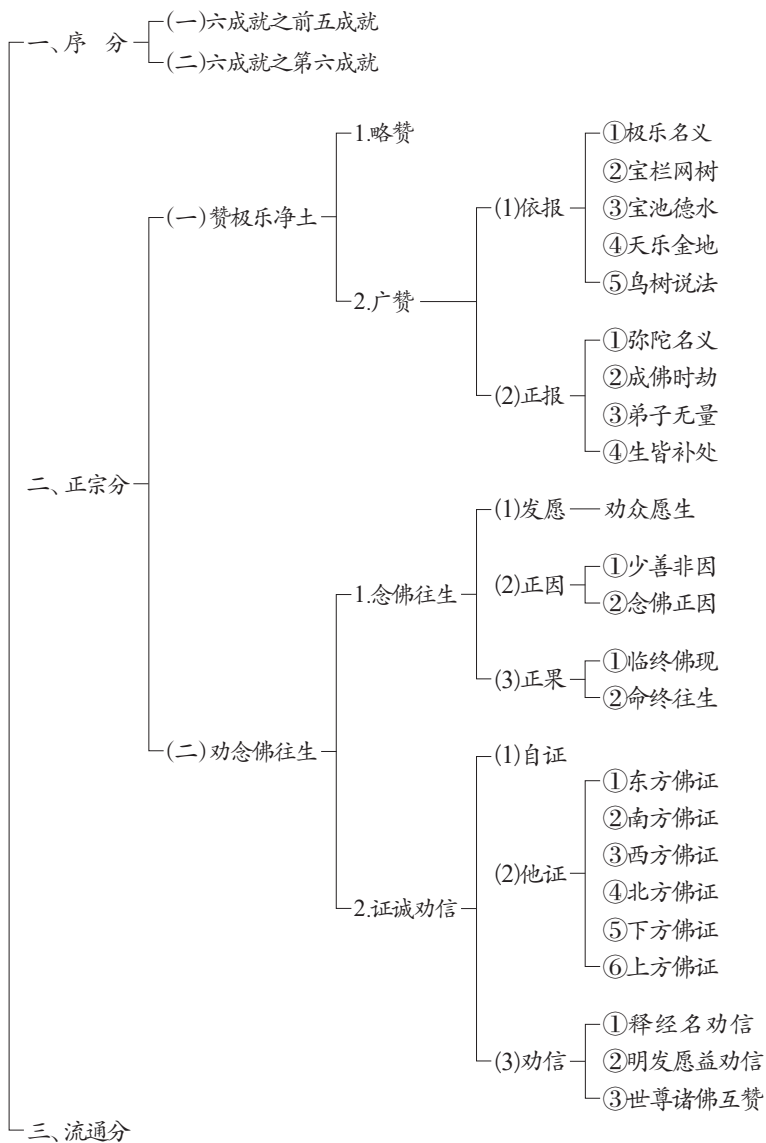 一、序 分
(一)六成就之前五成就
(二)六成就之第六成就
二、正宗分
(一)赞极乐净土
1.略赞
2.广赞
(1)依报
①极乐名义
②宝栏网树
③宝池德水
④天乐金地
⑤鸟树说法
(2)正报
①弥陀名义
②成佛时劫
③弟子无量
④生皆补处
(二)劝念佛往生
1.念佛往生
(1)发愿
劝众愿生
(2)正因
①少善非因
②念佛正因
(3)正果
①临终佛现
②命终往生
2.证诚劝信
(1)自证
(2)他证
①东方佛证
②南方佛证
③西方佛证
④北方佛证
⑤下方佛证
⑥上方佛证
(3)劝信
①释经名劝信
②明发愿益劝信
③世尊诸佛互赞
三、流通分